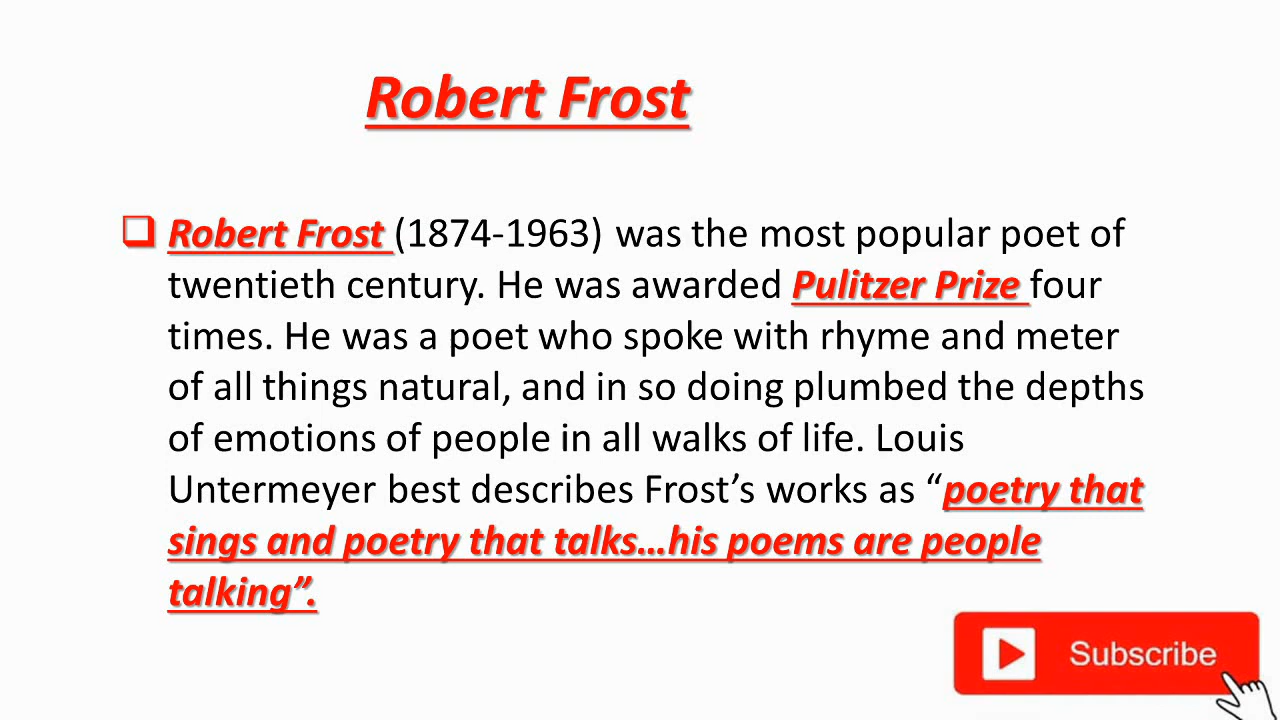 Robert Frost
Robert Frost (1874-1963) was the most popular poet of
twentieth century. He was awarded Pulitzer Prize four
times. He was a poet who spoke with rhyme and meter
of all things natural, and in so doing plumbed the depths
of emotions of people in all walks of life. Louis
Untermeyer best describes Frost’s works as “poetry that
sings and poetry that talks…his poems are people
talking”.
Subscribe